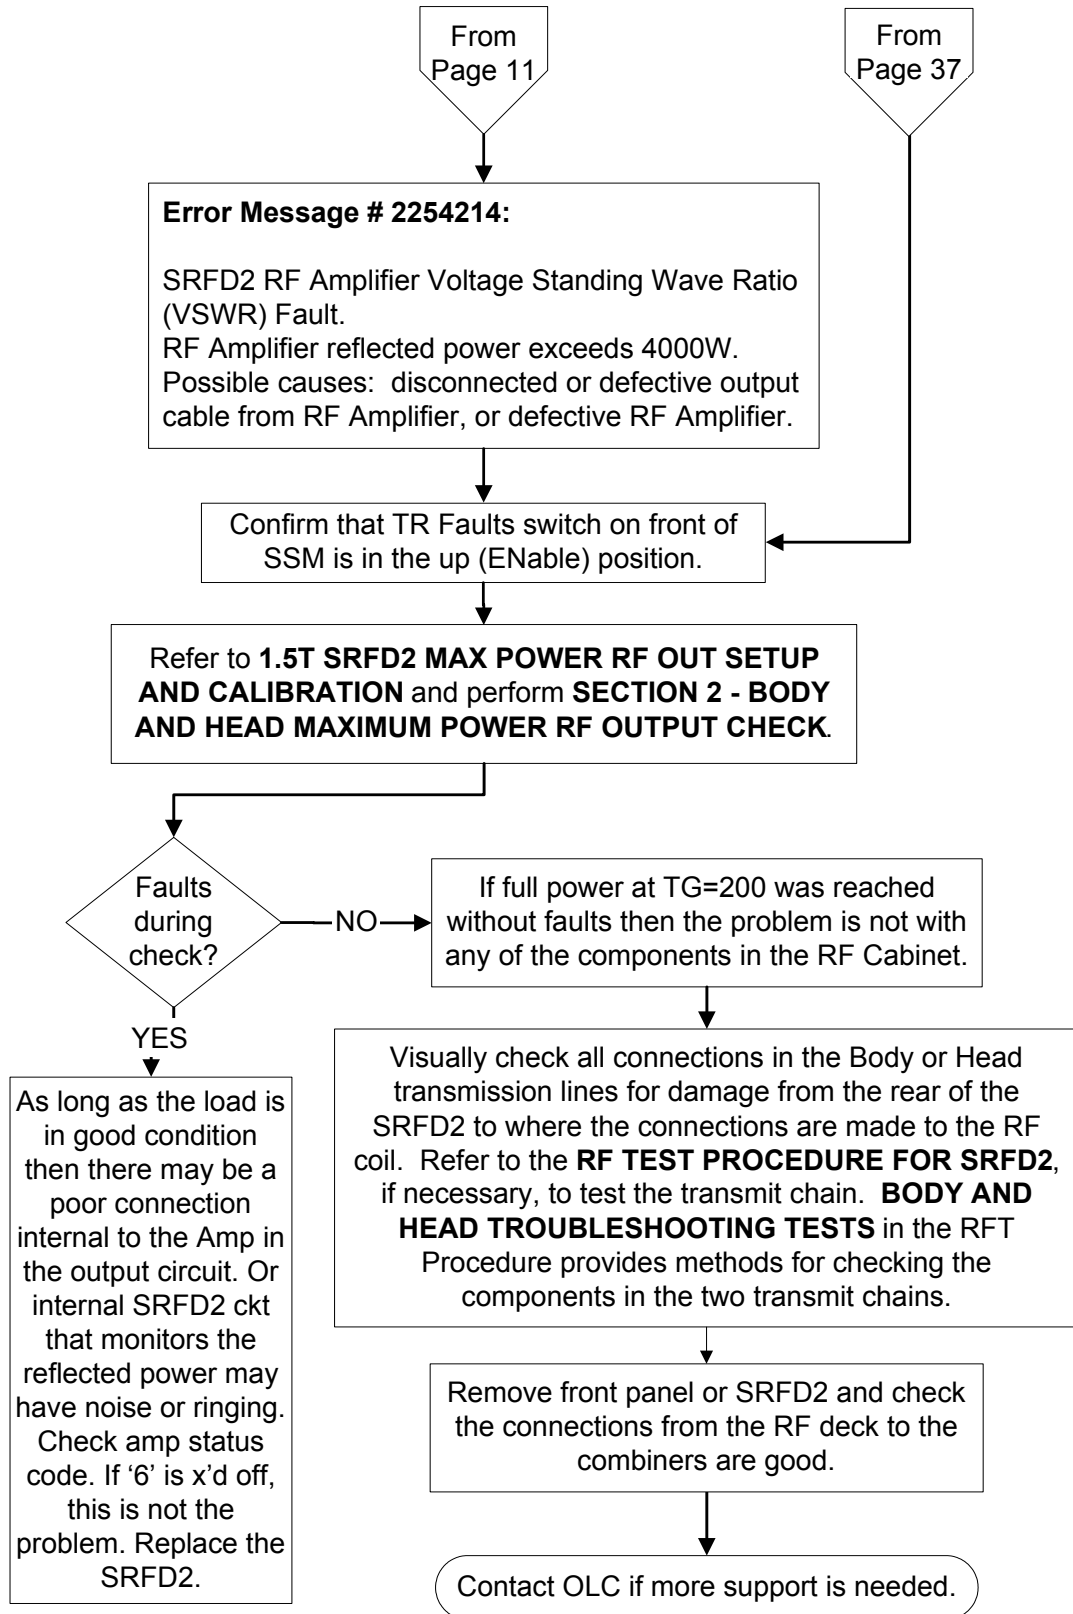 From
Page 11
From
Page 37
Error Message # 2254214:
SRFD2 RF Amplifier Voltage Standing Wave Ratio
(VSWR) Fault.
RF Amplifier reflected power exceeds 4000W.
Possible causes:  disconnected or defective output
cable from RF Amplifier, or defective RF Amplifier.
Confirm that TR Faults switch on front of
SSM is in the up (ENable) position.
Refer to 1.5T SRFD2 MAX POWER RF OUT SETUP
AND CALIBRATION and perform SECTION 2 - BODY
AND HEAD MAXIMUM POWER RF OUTPUT CHECK.
Faults
during
check?
NO
If full power at TG=200 was reached
without faults then the problem is not with
any of the components in the RF Cabinet.
YES
As long as the load is
in good condition
then there may be a
poor connection
internal to the Amp in
the output circuit. Or
internal SRFD2 ckt
that monitors the
reflected power may
have noise or ringing.
Check amp status
code. If ‘6’ is x’d off,
this is not the
problem. Replace the
SRFD2.
Visually check all connections in the Body or Head
transmission lines for damage from the rear of the
SRFD2 to where the connections are made to the RF
coil.  Refer to the RF TEST PROCEDURE FOR SRFD2,
if necessary, to test the transmit chain.  BODY AND
HEAD TROUBLESHOOTING TESTS in the RFT
Procedure provides methods for checking the
components in the two transmit chains.
Remove front panel or SRFD2 and check
the connections from the RF deck to the
combiners are good.
Contact OLC if more support is needed.